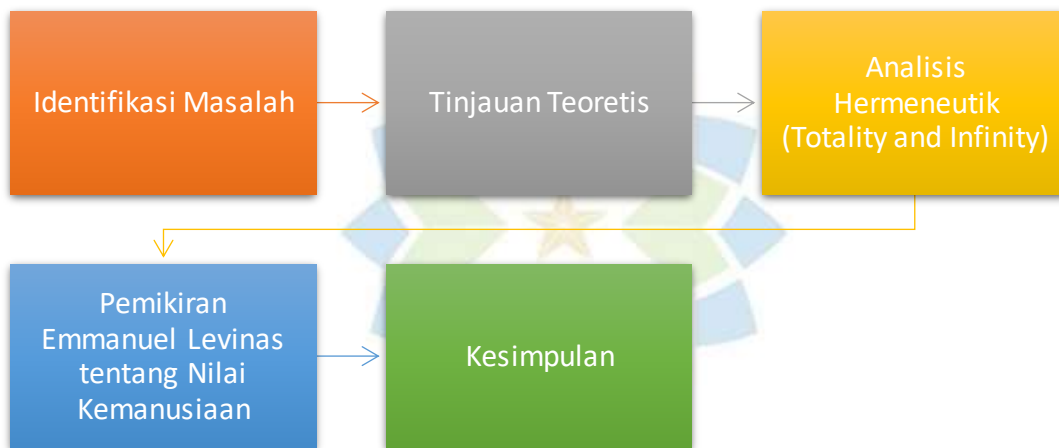 Identifikasi Masalah
Tinjauan Teoretis
Analisis
Hermeneutik
(Totality and Infinity)
Pemikiran
Emmanuel Levinas
tentang Nilai
Kemanusiaan
Kesimpulan